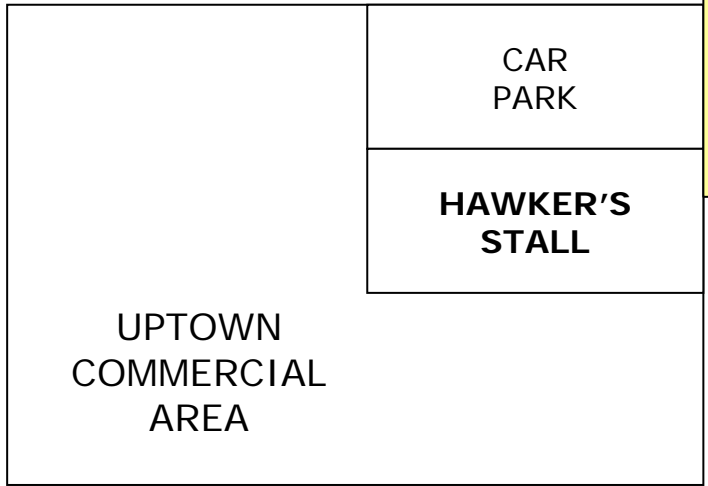 CAR
PARK
HAWKER’S
STALL
UPTOWN
COMMERCIAL
AREA